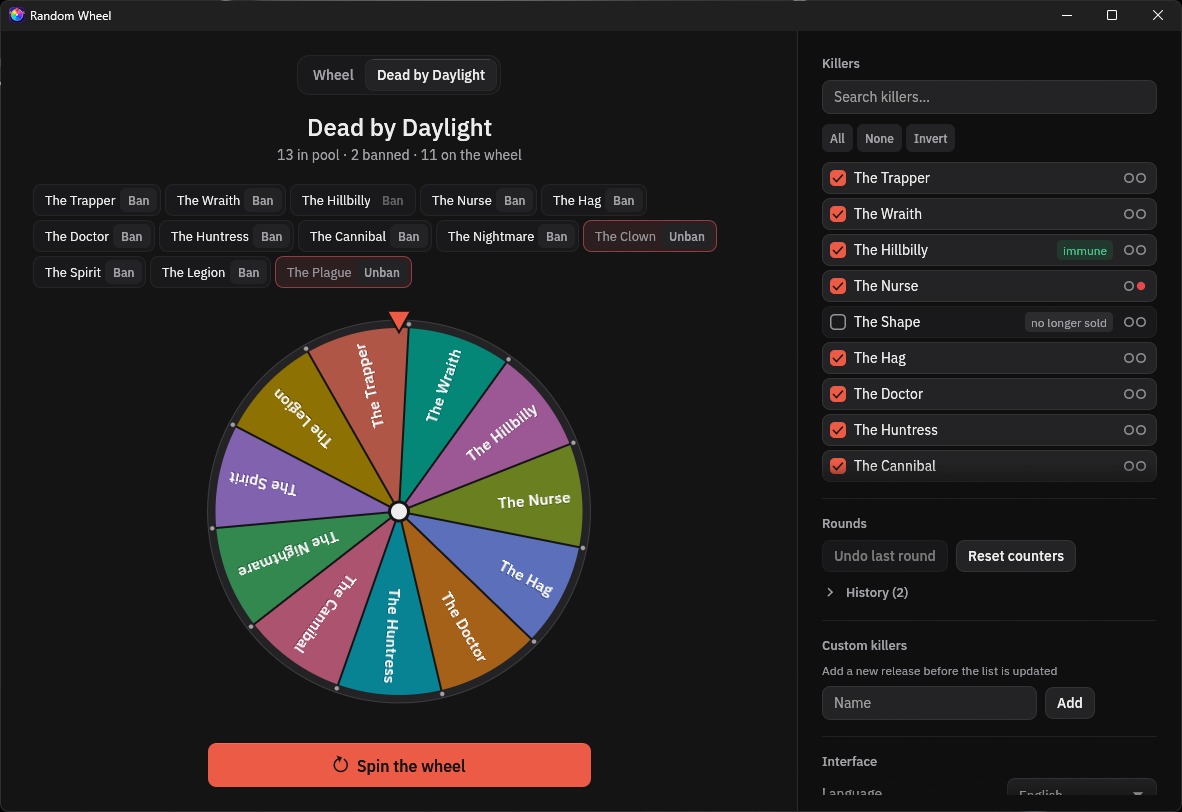 Random Wheel
Wheel Dead by Daylight
Dead by Daylight
13 in pool · 2 banned · 11 on the wheel
The Trapper Ban The Wraith Ban The Hillbilly Ban The Nurse Ban The Hag Ban
The Doctor Ban The Huntress Ban The Cannibal Ban The Nightmare Ban The Clown Unban
The Spirit Ban The Legion Ban The Plague Unban
The Trapper
The Wraith
The Hillbilly
The Nurse
The Hag
The Doctor
The Huntress
The Cannibal
The Nightmare
The Spirit
The Legion
Spin the wheel
Killers
Search killers...
All None Invert
The Trapper
The Wraith
The Hillbilly immune
The Nurse
The Shape no longer sold
The Hag
The Doctor
The Huntress
The Cannibal
Rounds
Undo last round Reset counters
History (2)
Custom killers
Add a new release before the list is updated
Name Add
Interface
Language English